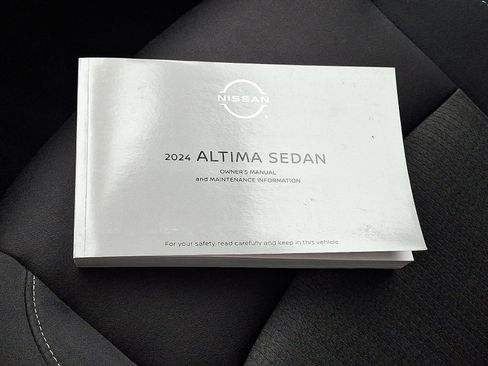 NISSAN
2024 ALTIMA SEDAN
OWNER'S MANUAL
and MAINTENANCE INFORMATION
For your safety, read carefully and keep in this vehicle.